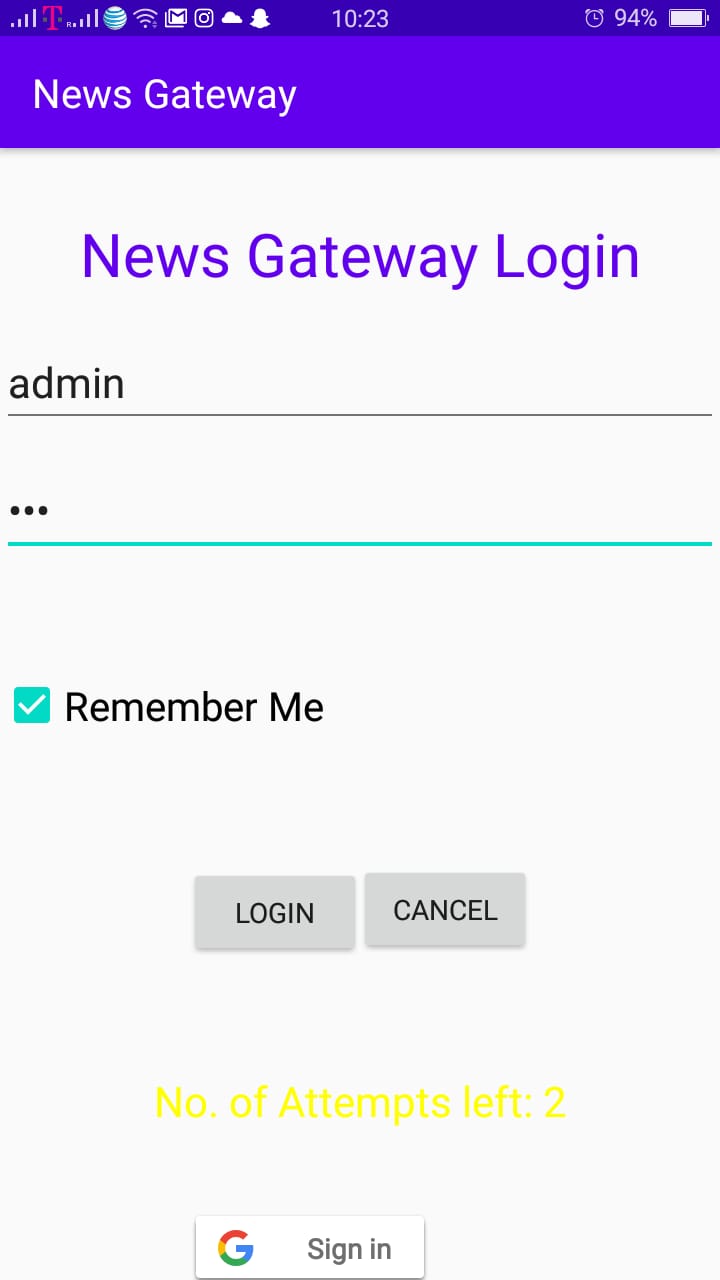 10:23
94%
News Gateway
News Gateway Login
admin
•••
Remember Me
LOGIN
CANCEL
No. of Attempts left: 2
Sign in